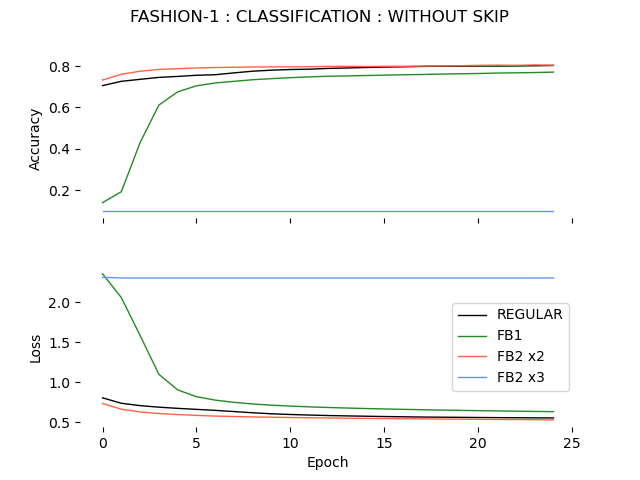 FASHION-1 : CLASSIFICATION : WITHOUT SKIP
Accuracy
0.8
0.6
0.4
0.2
Loss
2.0
1.5
1.0
0.5
REGULAR
FB1
FB2 x2
FB2 x3
0 5 10 15 20 25
Epoch